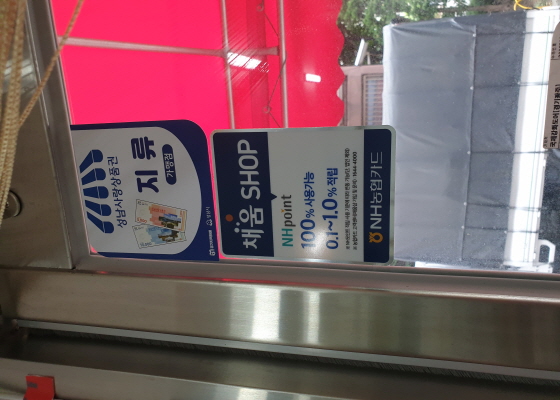 성남사랑상품권
지류
가맹점
채움 SHOP
NHpoint
100% 사용가능
0.1~1.0% 적립
NH농협카드